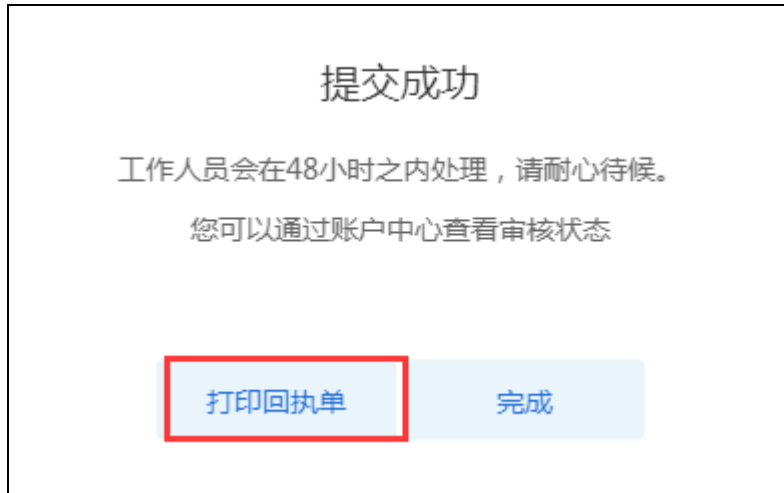 提交成功
工作人员会在48小时之内处理，请耐心待候。
您可以通过账户中心查看审核状态
打印回执单
完成